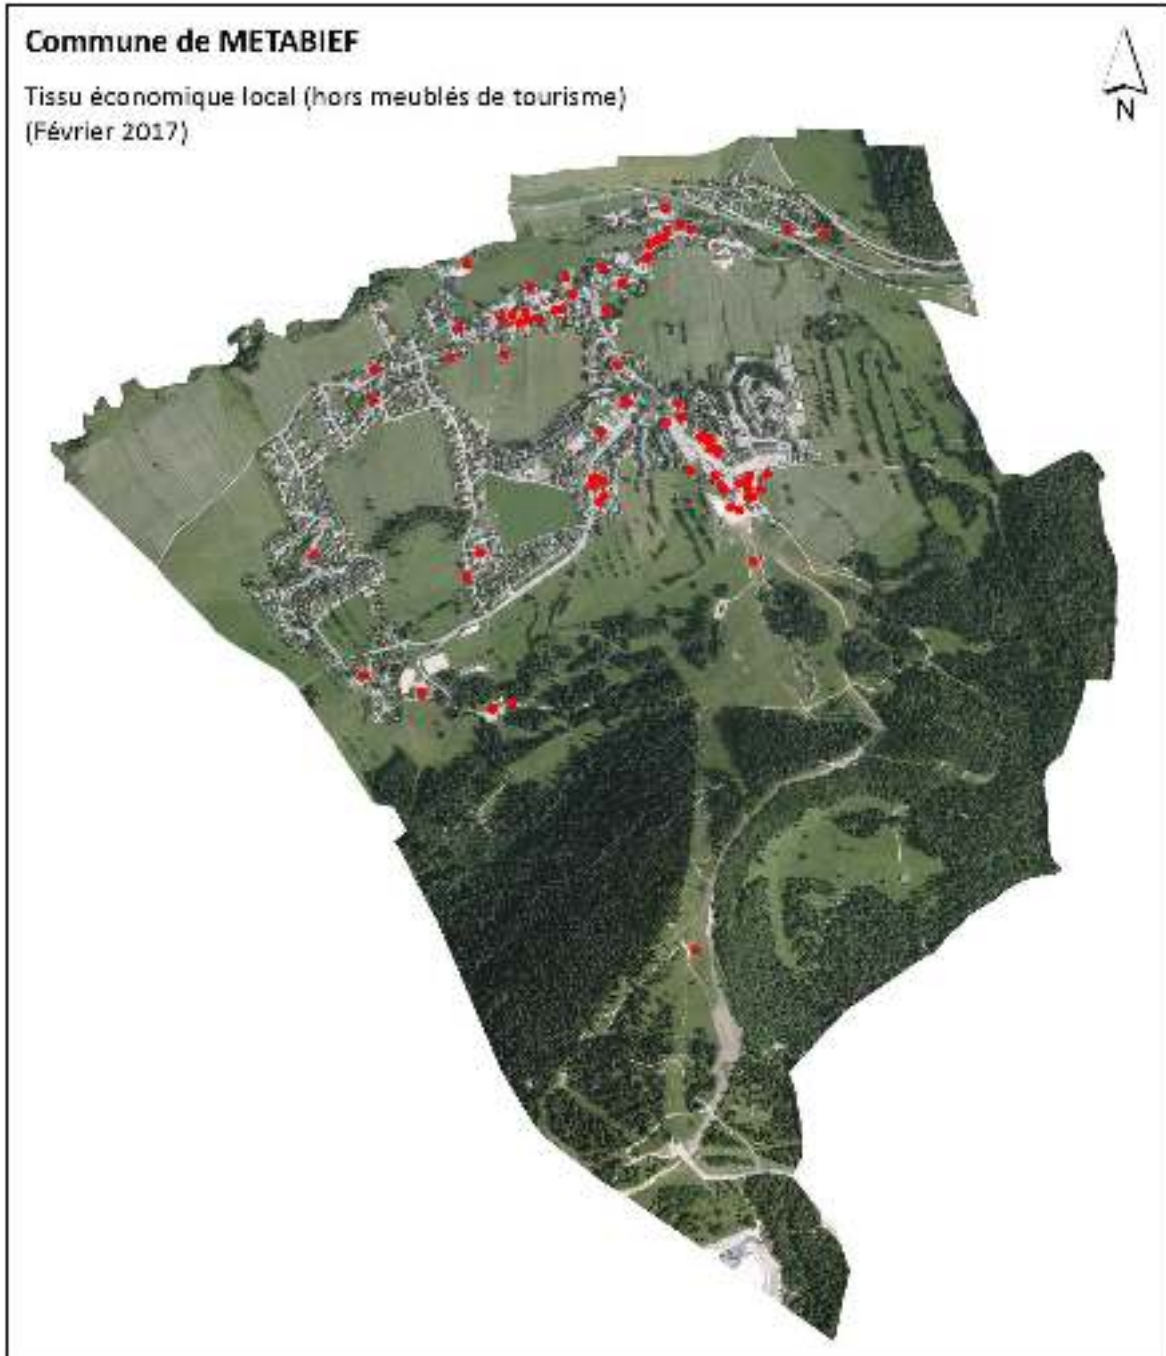 Commune de METABIEF
Tissu économique local (hors meublés de tourisme)
(Février 2017)
N